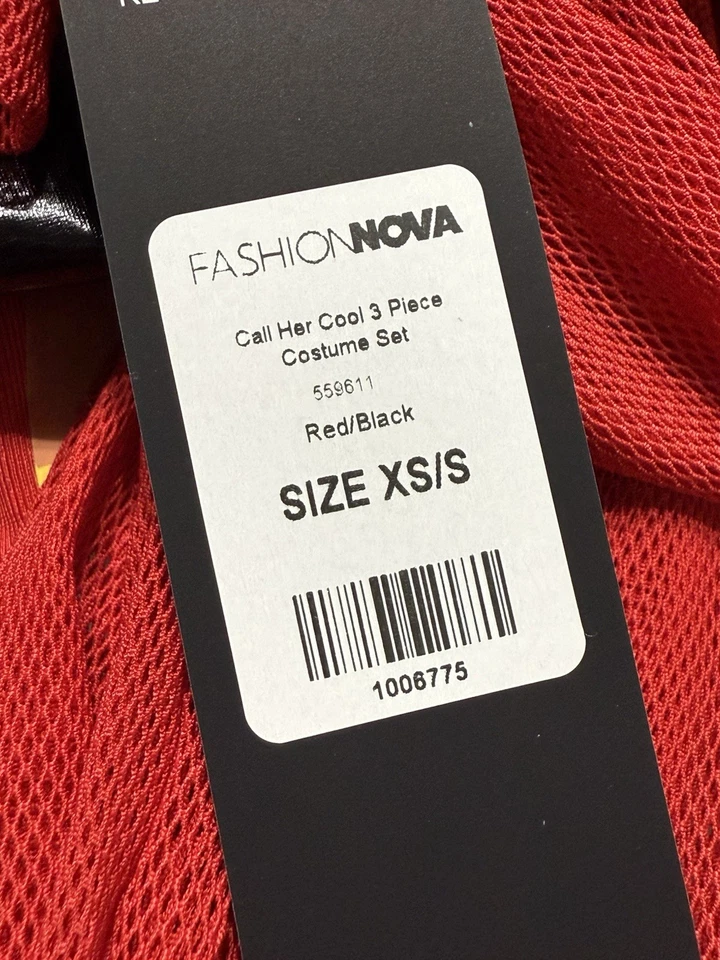 FASHIONNOVA
Call Her Cool 3 Piece
Costume Set
559611
Red/Black
SIZE XS/S
1006775